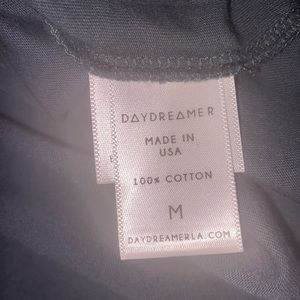 DAYDREAMER
MADE IN
USA
100% COTTON
M
DAYDREAMERLA.COM